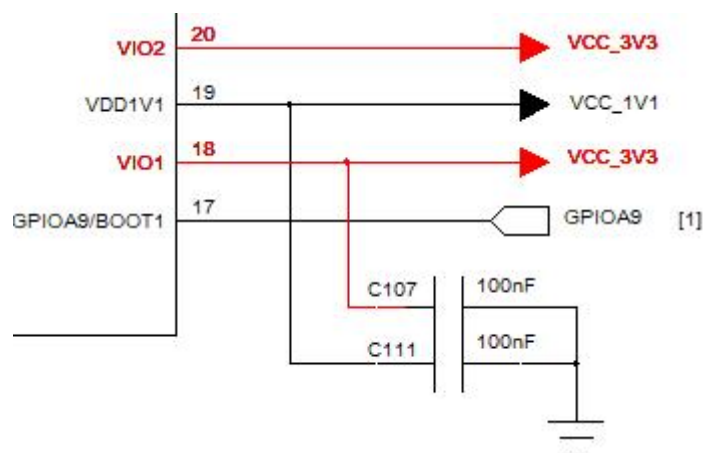 VIO2 20 VCC_3V3
VDD1V1 19 VCC_1V1
VIO1 18 VCC_3V3
GPIOA9/BOOT1 17 GPIOA9 [1]
C107 100nF
C111 100nF